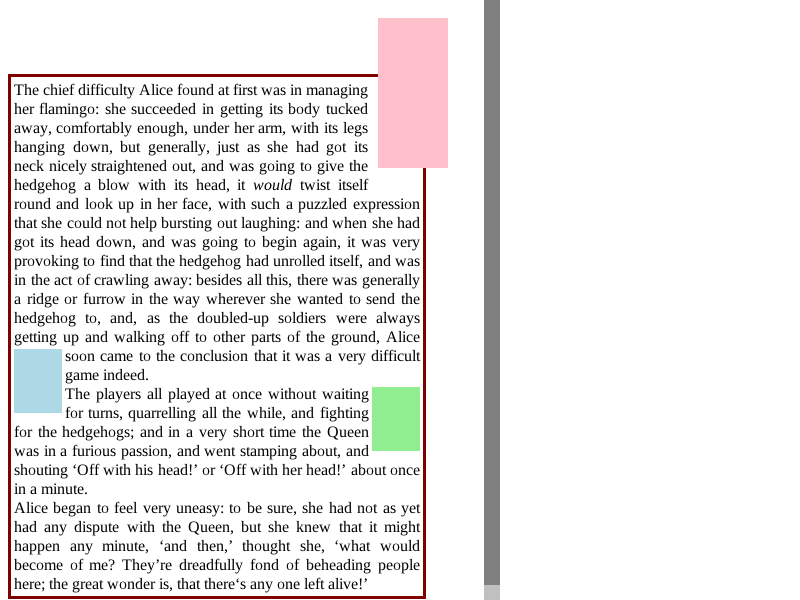 The chief difficulty Alice found at first was in managing
her flamingo: she succeeded in getting its body tucked
away, comfortably enough, under her arm, with its legs
hanging down, but generally, just as she had got its
neck nicely straightened out, and was going to give the
hedgehog a blow with its head, it would twist itself
round and look up in her face, with such a puzzled expression
that she could not help bursting out laughing: and when she had
got its head down, and was going to begin again, it was very
provoking to find that the hedgehog had unrolled itself, and was
in the act of crawling away: besides all this, there was generally
a ridge or furrow in the way wherever she wanted to send the
hedgehog to, and, as the doubled-up soldiers were always
getting up and walking off to other parts of the ground, Alice
soon came to the conclusion that it was a very difficult
game indeed.
The players all played at once without waiting
for turns, quarrelling all the while, and fighting
for the hedgehogs; and in a very short time the Queen
was in a furious passion, and went stamping about, and
shouting ‘Off with his head!’ or ‘Off with her head!’ about once
in a minute.
Alice began to feel very uneasy: to be sure, she had not as yet
had any dispute with the Queen, but she knew that it might
happen any minute, ‘and then,’ thought she, ‘what would
become of me? They’re dreadfully fond of beheading people
here; the great wonder is, that there‘s any one left alive!’